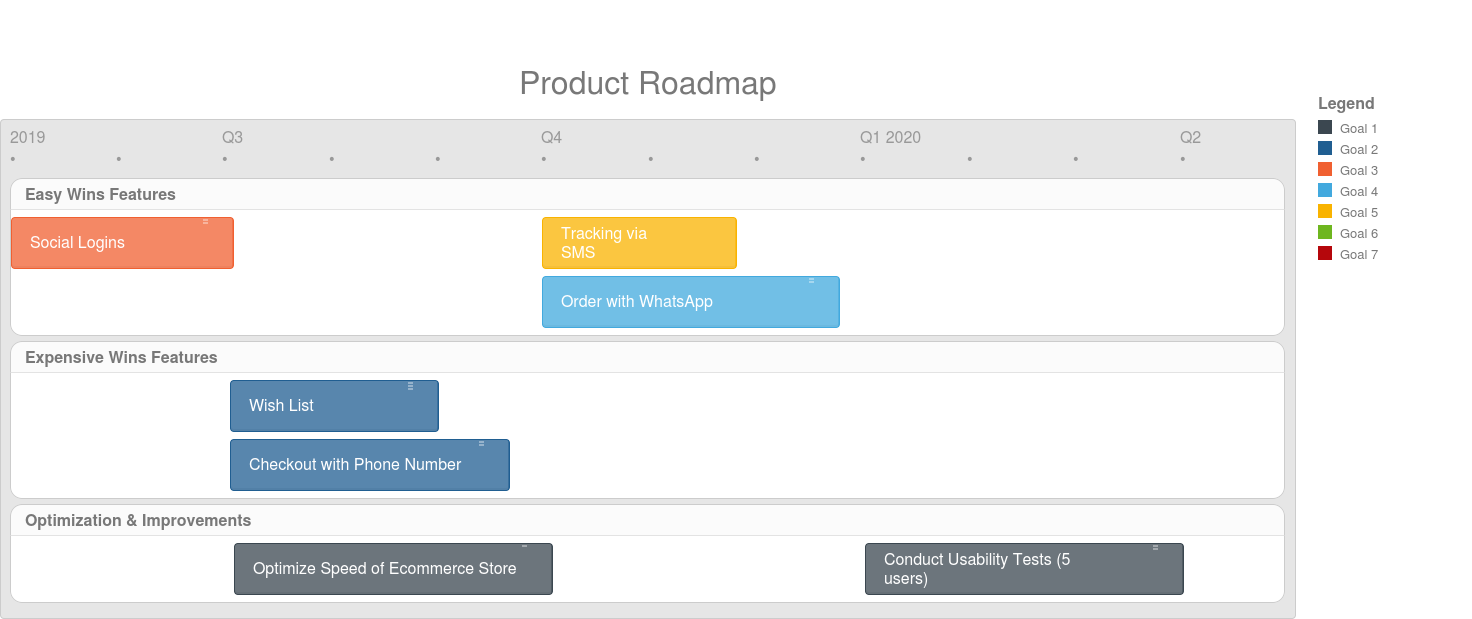 Product Roadmap
Legend
Goal 1
Goal 2
Goal 3
Goal 4
Goal 5
Goal 6
Goal 7
2019 Q3 Q4 Q1 2020 Q2
Easy Wins Features
Social Logins
Tracking via
SMS
Order with WhatsApp
Expensive Wins Features
Wish List
Checkout with Phone Number
Optimization & Improvements
Optimize Speed of Ecommerce Store
Conduct Usability Tests (5
users)